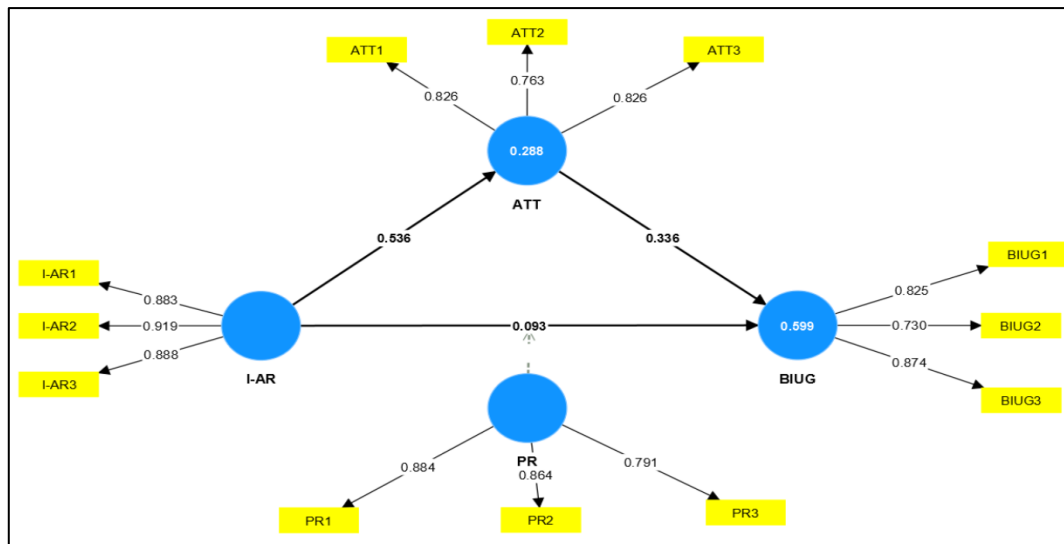 ATT2
ATT1
ATT3
0.763
0.826
0.826
0.288
ATT
0.536
0.336
I-AR1
0.883
I-AR2
0.919
I-AR3
0.888
I-AR
0.093
BIUG1
0.825
0.599
0.730
BIUG2
0.874
BIUG
BIUG3
PR
0.884
0.864
0.791
PR1
PR2
PR3